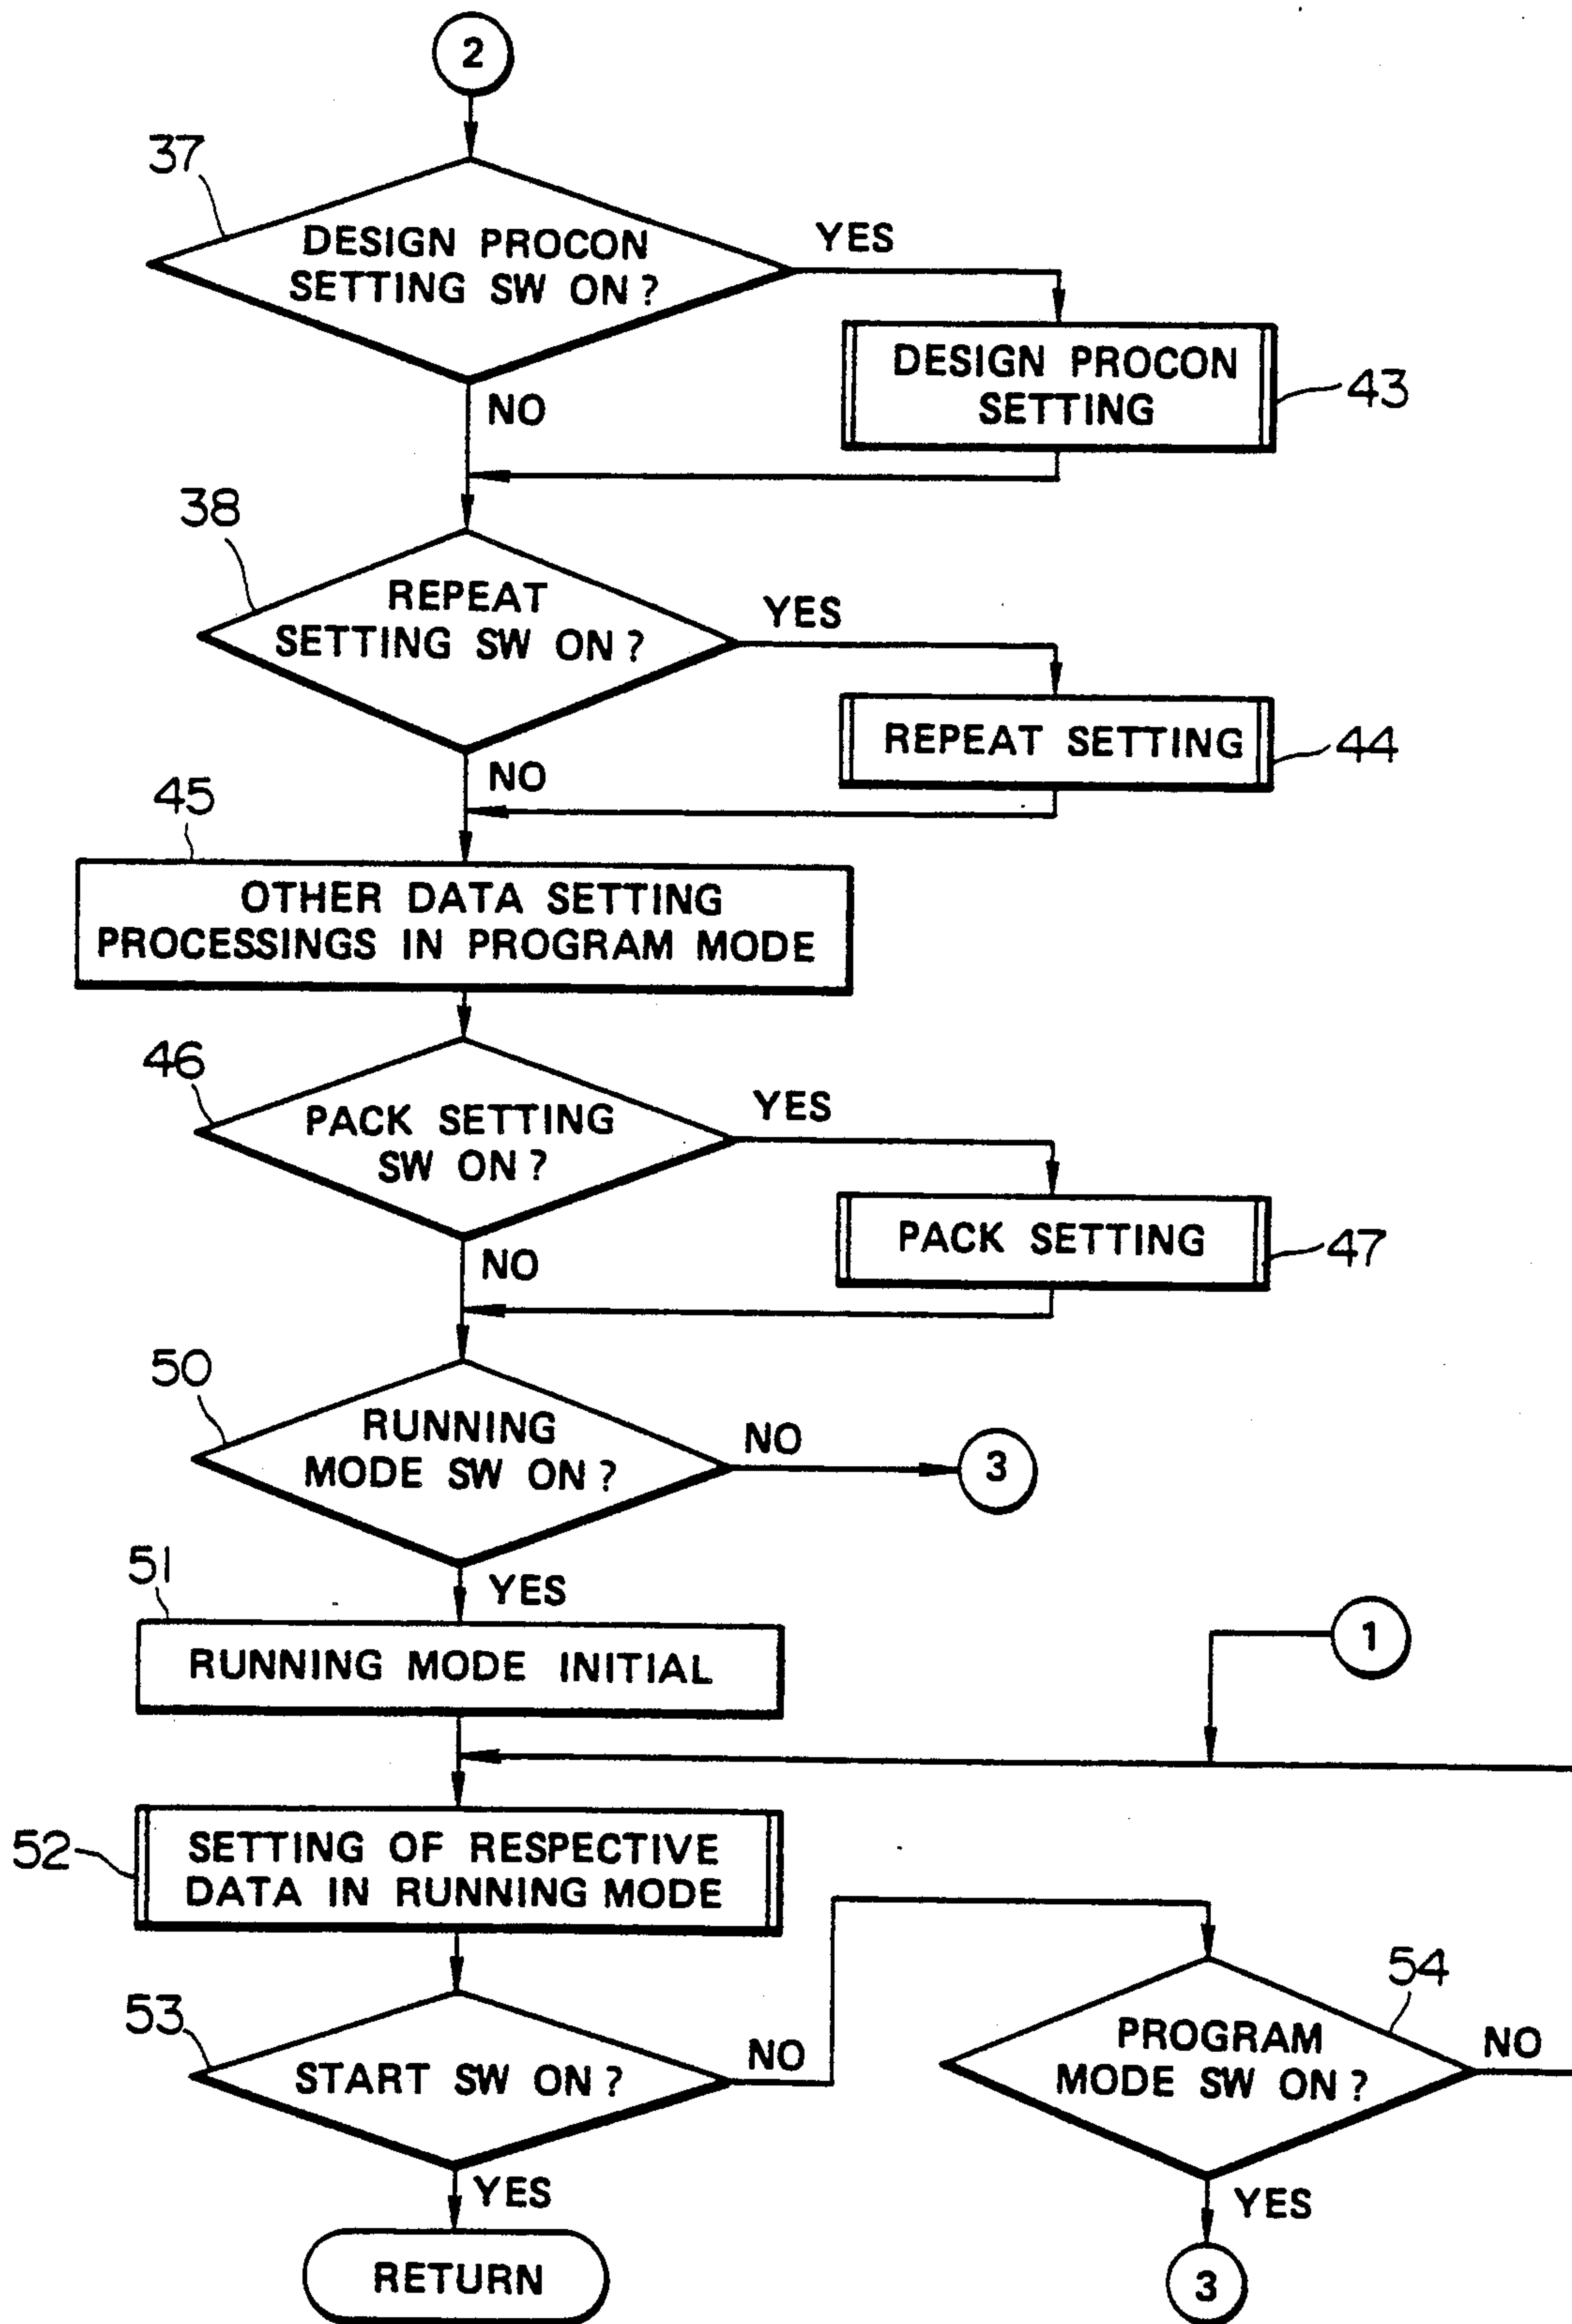 2
37
DESIGN PROCON
SETTING SW ON?
YES
DESIGN PROCON
SETTING
43
NO
38
REPEAT
SETTING SW ON?
YES
REPEAT SETTING
44
NO
45
OTHER DATA SETTING
PROCESSINGS IN PROGRAM MODE
46
PACK SETTING
SW ON?
YES
PACK SETTING
47
NO
50
RUNNING
MODE SW ON?
NO
3
51
YES
RUNNING MODE INITIAL
1
52
SETTING OF RESPECTIVE
DATA IN RUNNING MODE
53
START SW ON?
NO
54
PROGRAM
MODE SW ON?
NO
YES
YES
RETURN
3